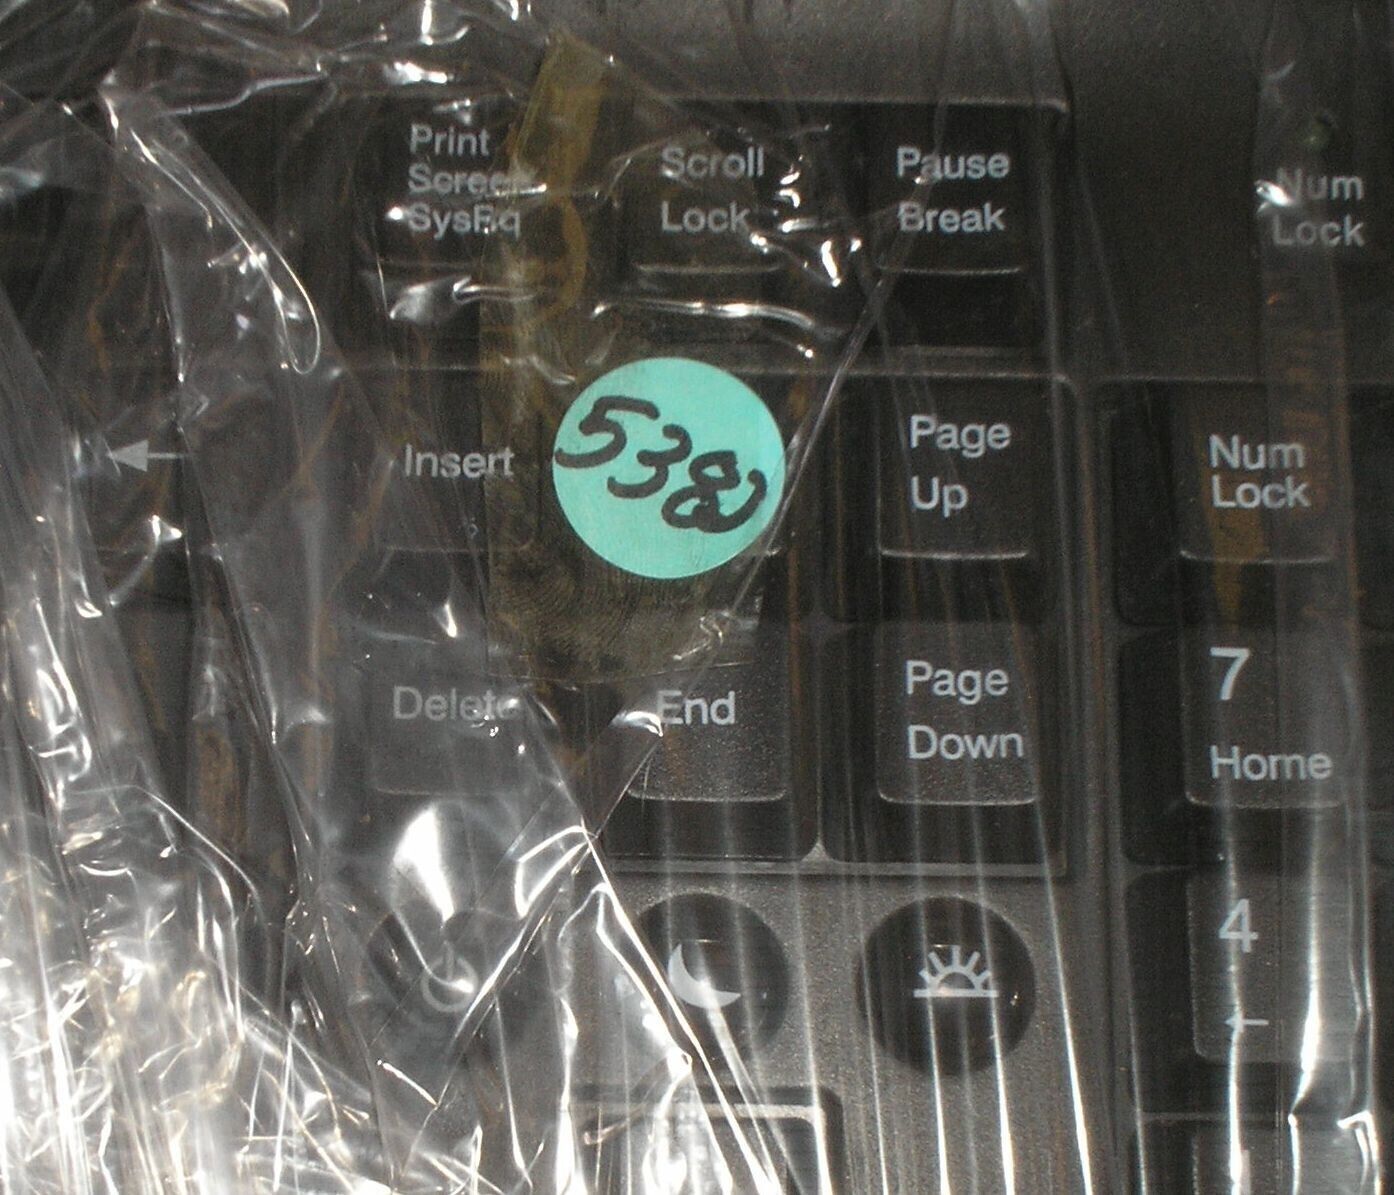 Print
Screen
SysRq
Scroll
Lock
Pause
Break
Num
Lock
Insert
538
Page
Up
Num
Lock
Delete
End
Page
Down
7
Home
4
←